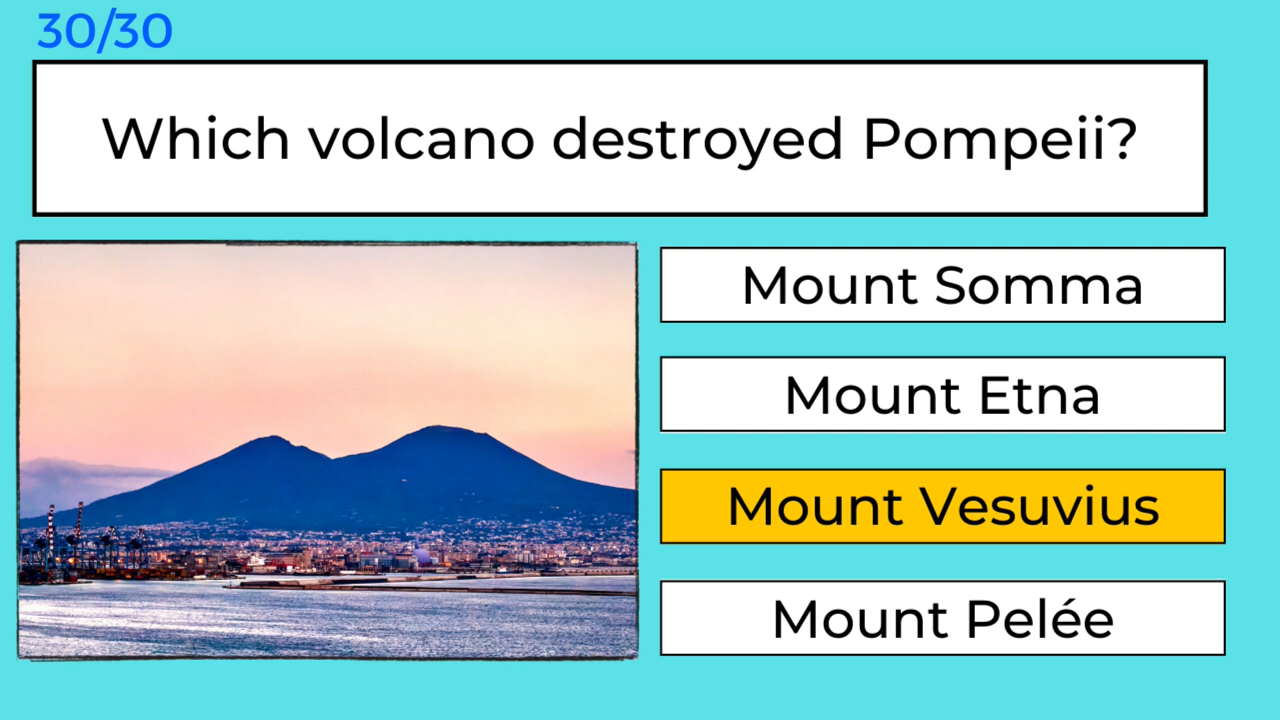 30/30
Which volcano destroyed Pompeii?
Mount Somma
Mount Etna
Mount Vesuvius
Mount Pelée